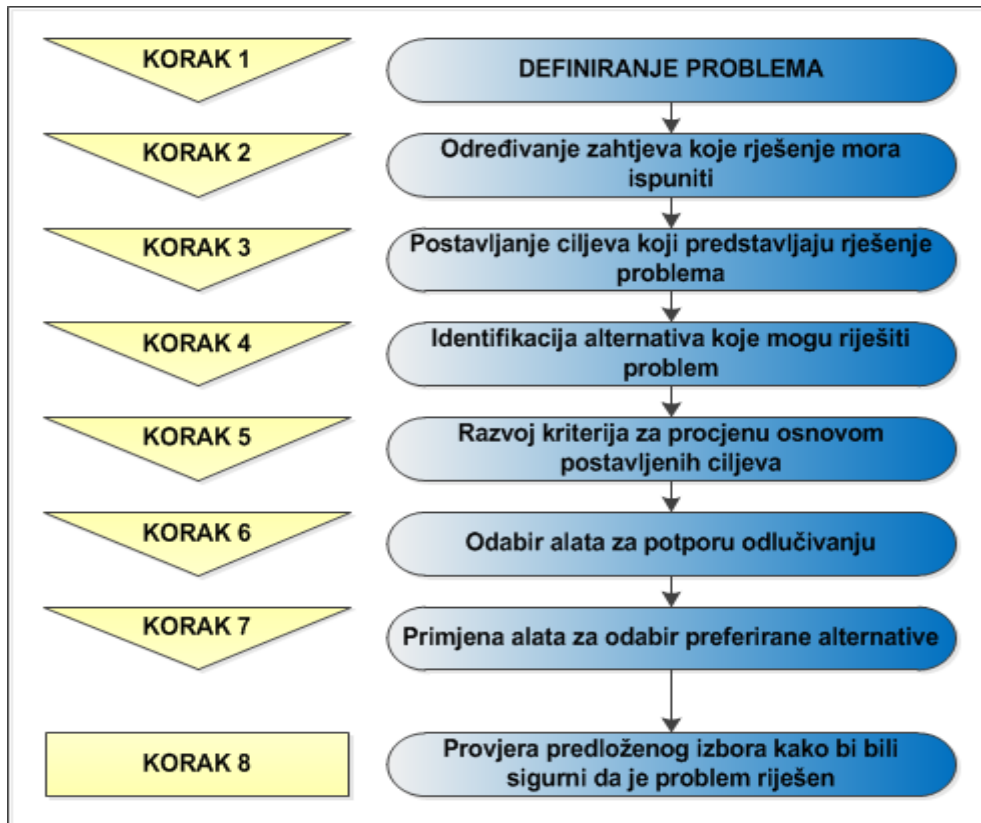 KORAK 1
DEFINIRANJE PROBLEMA
KORAK 2
Određivanje zahtjeva koje rješenje mora
ispuniti
KORAK 3
Postavljanje ciljeva koji predstavljaju rješenje
problema
KORAK 4
Identifikacija alternativa koje mogu riješiti
problem
KORAK 5
Razvoj kriterija za procjenu osnovom
postavljenih ciljeva
KORAK 6
Odabir alata za potporu odlučivanju
KORAK 7
Primjena alata za odabir preferirane alternative
KORAK 8
Provjera predloženog izbora kako bi bili
sigurni da je problem riješen